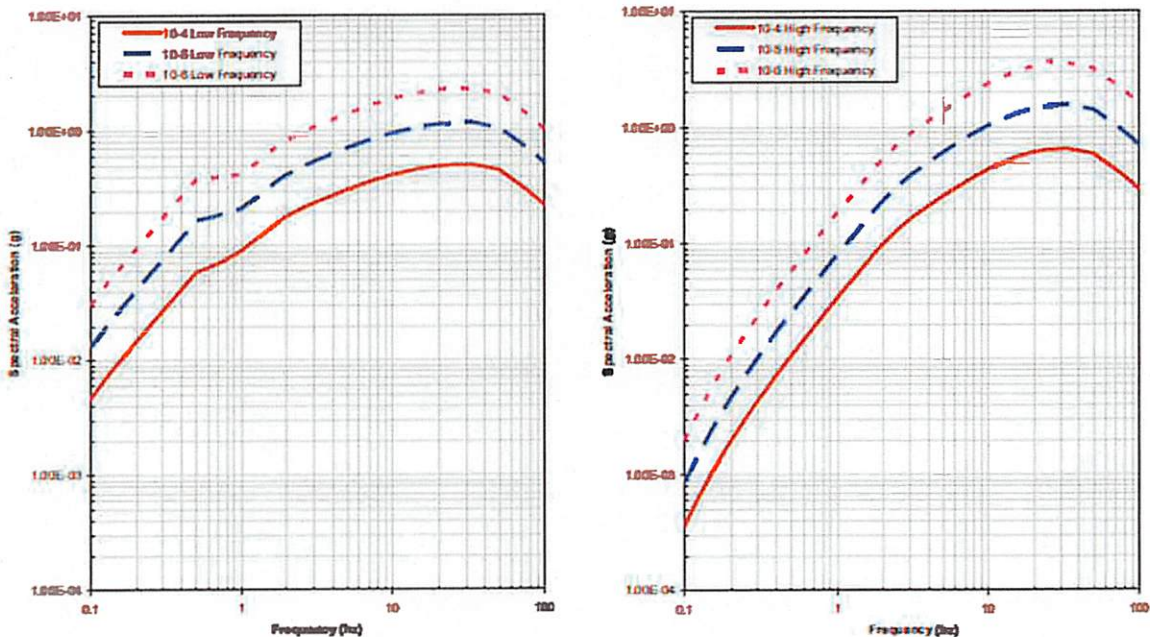 1.00E+01
10-4 Low Frequency
10-5 Low Frequency
10-6 Low Frequency
1.00E+00
1.00E-01
1.00E-02
1.00E-03
1.00E-04
Spectral Acceleration (g)
0.1 1 10 100
Frequency (hz)
1.00E+01
10-4 High Frequency
10-5 High Frequency
10-6 High Frequency
1.00E+00
1.00E-01
1.00E-02
1.00E-03
1.00E-04
Spectral Acceleration (g)
0.1 1 10 100
Frequency (hz)